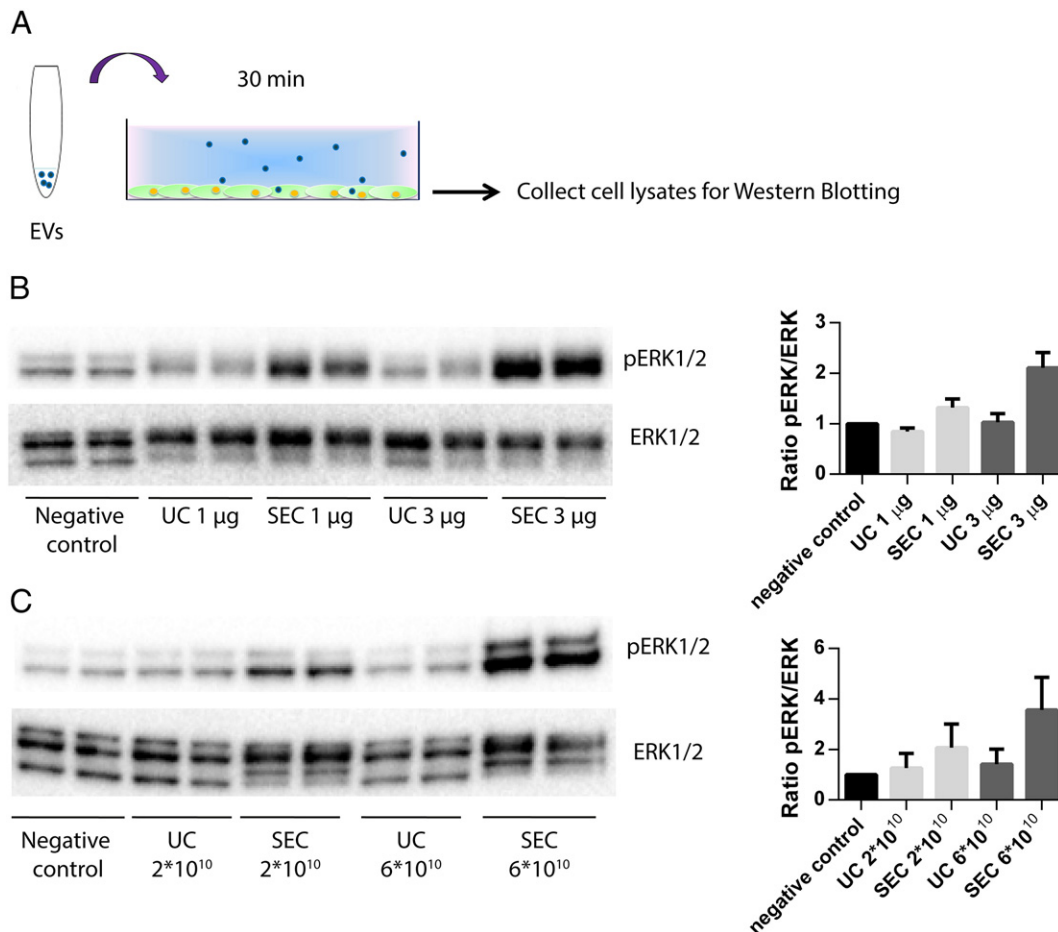 A
30 min
EVs
Collect cell lysates for Western Blotting
B
pERK1/2
ERK1/2
Negative control
UC 1 µg
SEC 1 µg
UC 3 µg
SEC 3 µg
Ratio pERK/ERK
3
2
1
0
negative control
UC 1 µg
SEC 1 µg
UC 3 µg
SEC 3 µg
C
pERK1/2
ERK1/2
Negative control
UC 2*10¹⁰
SEC 2*10¹⁰
UC 6*10¹⁰
SEC 6*10¹⁰
Ratio pERK/ERK
6
4
2
0
negative control
UC 2*10¹⁰
SEC 2*10¹⁰
UC 6*10¹⁰
SEC 6*10¹⁰